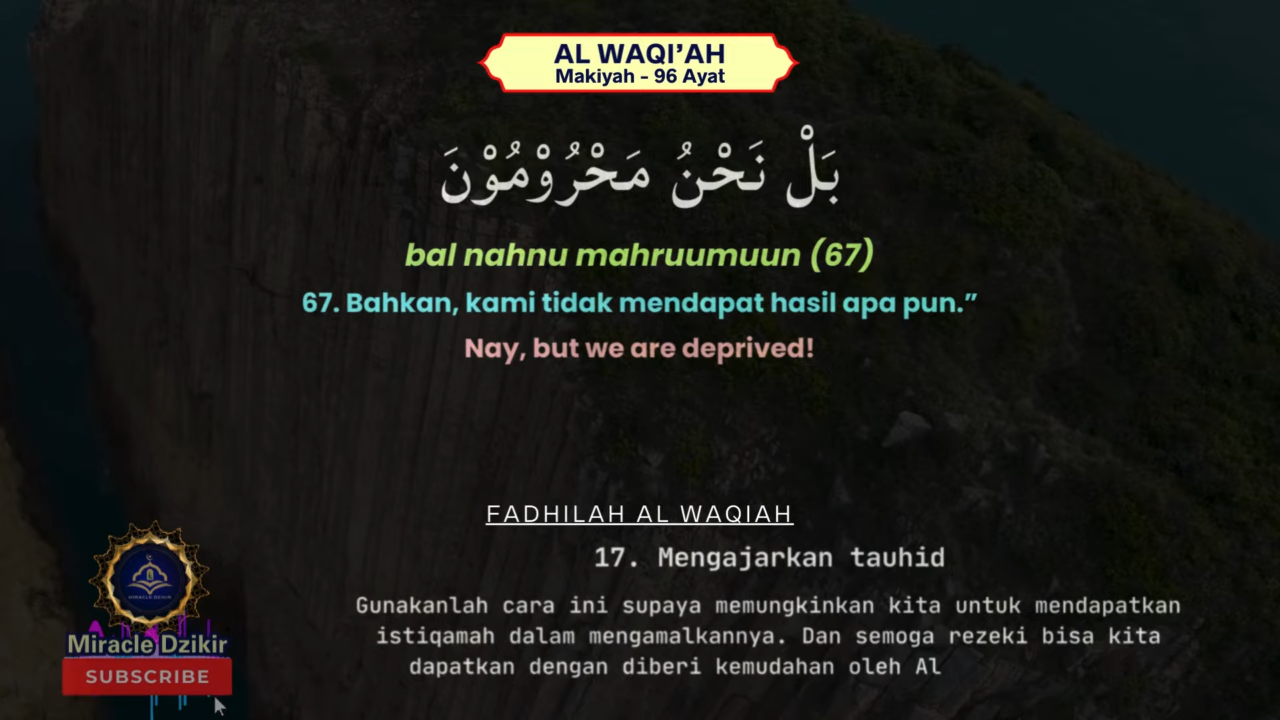 AL WAQI’AH
Makiyah - 96 Ayat
بَلْ نَحْنُ مَحْرُوْمُوْنَ
bal nahnu mahruumuun (67)
67. Bahkan, kami tidak mendapat hasil apa pun.”
Nay, but we are deprived!
FADHILAH AL WAQIAH
17. Mengajarkan tauhid
Gunakanlah cara ini supaya memungkinkan kita untuk mendapatkan
istiqamah dalam mengamalkannya. Dan semoga rezeki bisa kita
dapatkan dengan diberi kemudahan oleh Al
MIRACLE DZIKIR
Miracle Dzikir
SUBSCRIBE